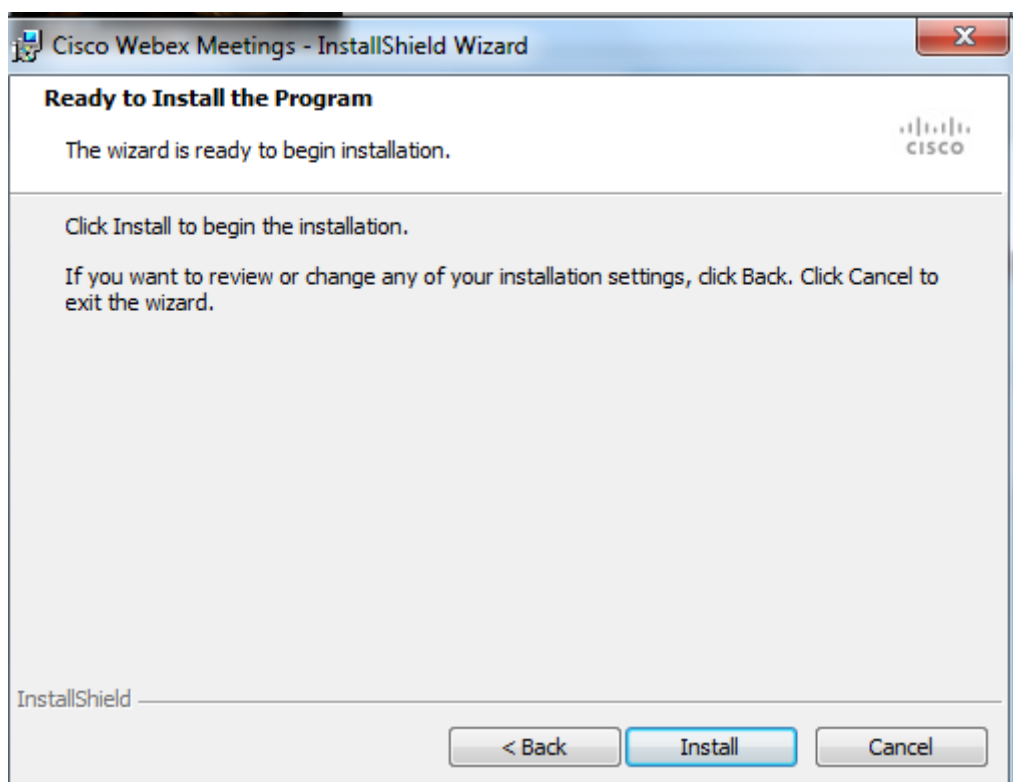 Cisco Webex Meetings - InstallShield Wizard
Ready to Install the Program
The wizard is ready to begin installation.
CISCO
Click Install to begin the installation.
If you want to review or change any of your installation settings, click Back. Click Cancel to
exit the wizard.
InstallShield
< Back Install Cancel